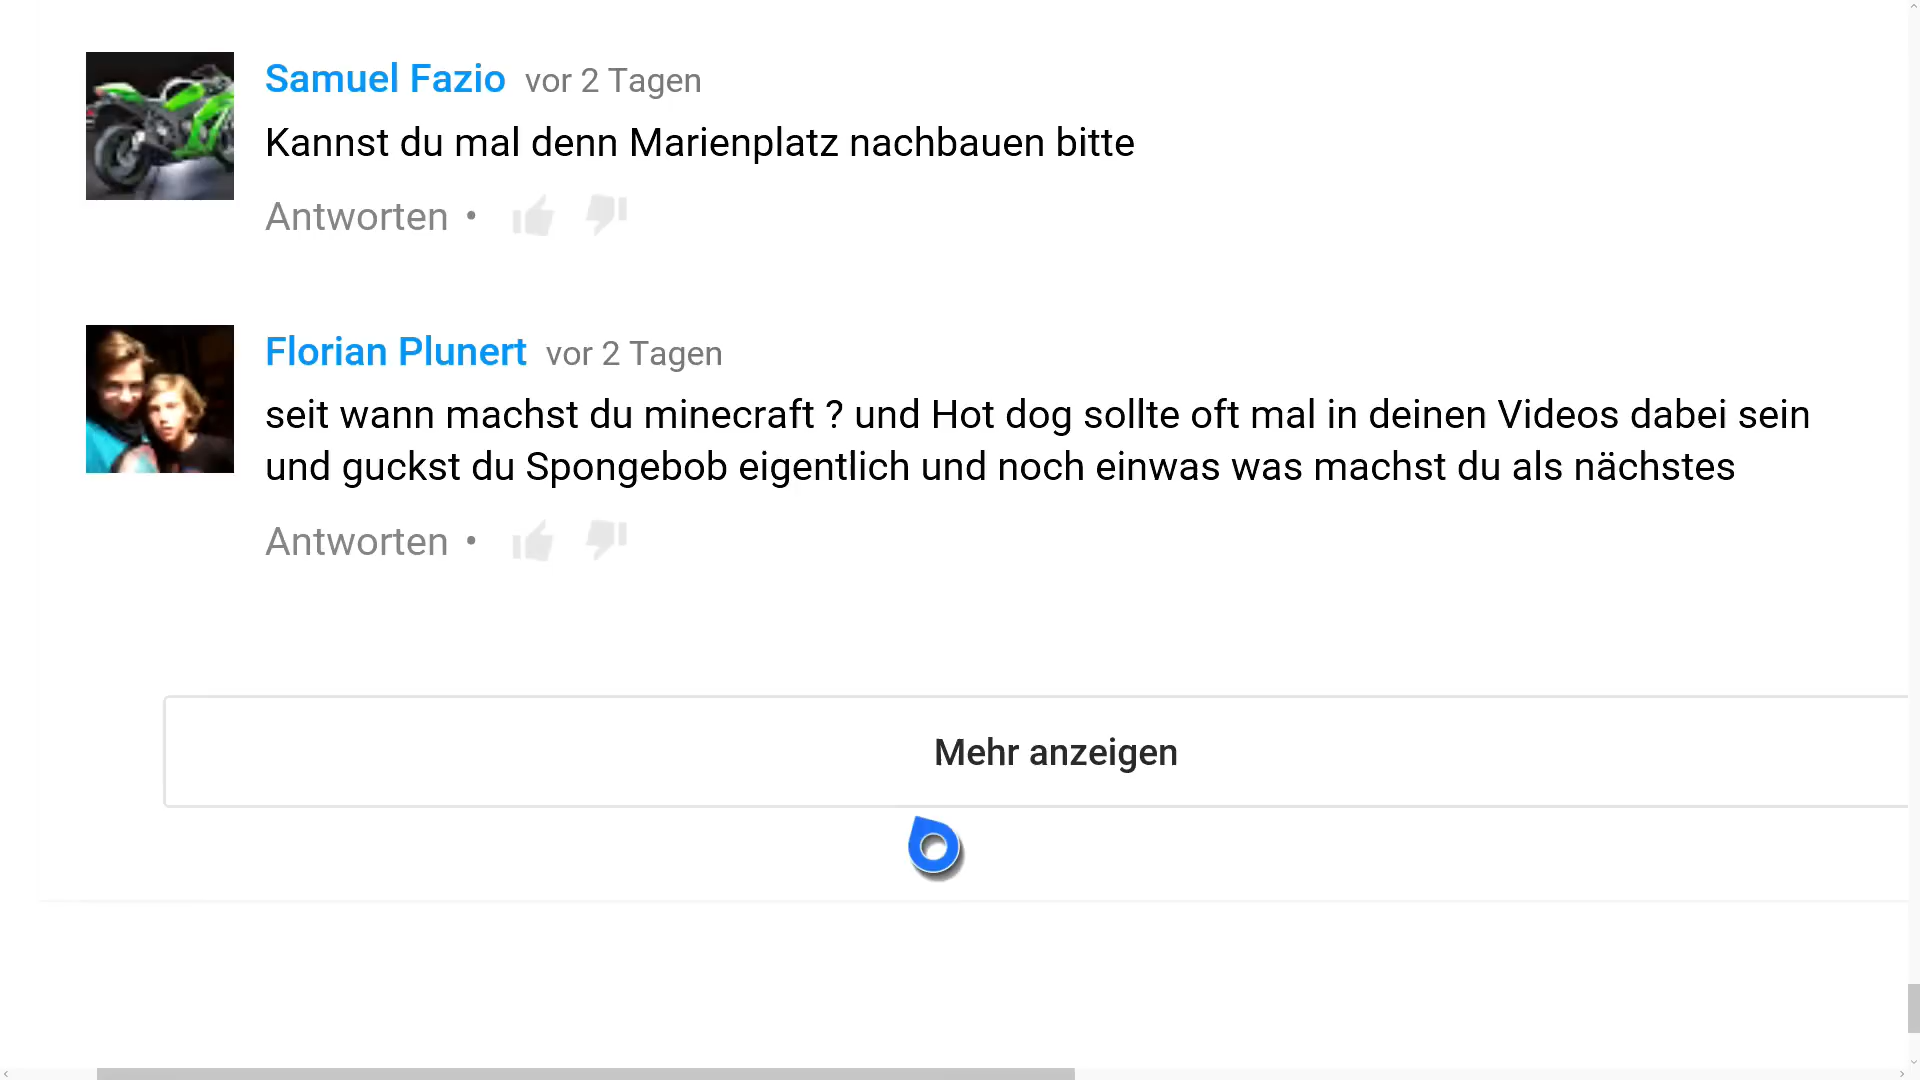 Samuel Fazio vor 2 Tagen
Kannst du mal denn Marienplatz nachbauen bitte
Antworten •
Florian Plunert vor 2 Tagen
seit wann machst du minecraft ? und Hot dog sollte oft mal in deinen Videos dabei sein
und guckst du Spongebob eigentlich und noch einwas was machst du als nächstes
Antworten •
Mehr anzeigen